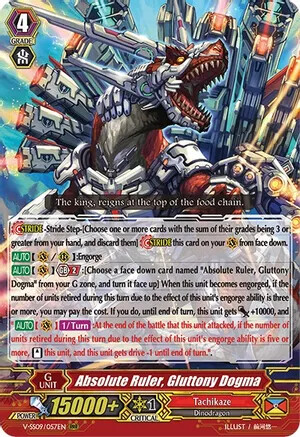 4
GRADE
The king, reigns at the top of the food chain.
STRIDE -Stride Step-[Choose one or more cards with the sum of their grades being 3 or
greater from your hand, and discard them] STRIDE this card on your from face down.
AUTO :Engorge
AUTO 1 CB 2 :[Choose a face down card named "Absolute Ruler, Gluttony
Dogma" from your G zone, and turn it face up] When this unit becomes engorged, if the
number of units retired during this turn due to the effect of this unit's engorge ability is three
or more, you may pay the cost. If you do, until end of turn, this unit gets +10000, and
" AUTO 1/Turn :At the end of the battle that this unit attacked, if the number of
units retired during this turn due to the effect of this unit's engorge ability is five or
more, this unit, and this unit gets drive -1 until end of turn.".
G
UNIT
Absolute Ruler, Gluttony Dogma
POWER
15000+
1
CRITICAL
Tachikaze
Dinodragon
V-SS09/057EN RRR
ILLUST / 前河悠一